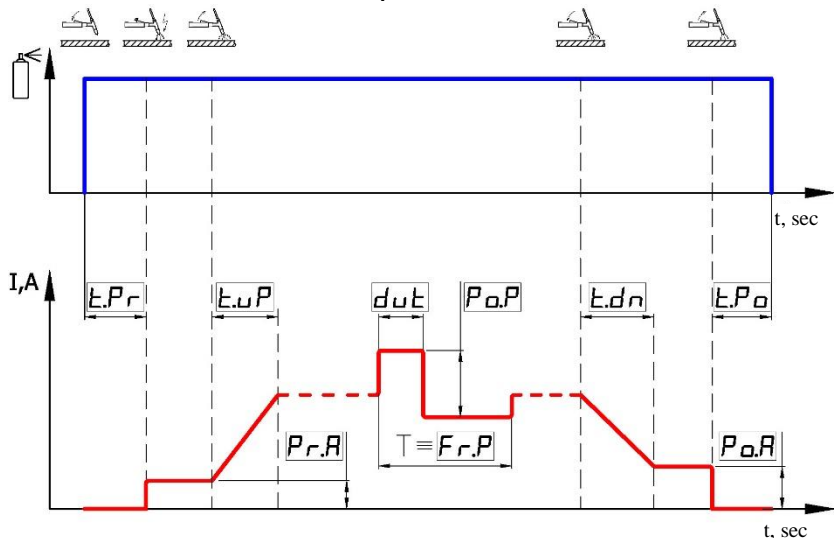 t, sec
I,A
t.Pr
t.uP
dut
Po.P
t.dn
t.Po
Pr.A
T ≡ Fr.P
Po.A
t, sec